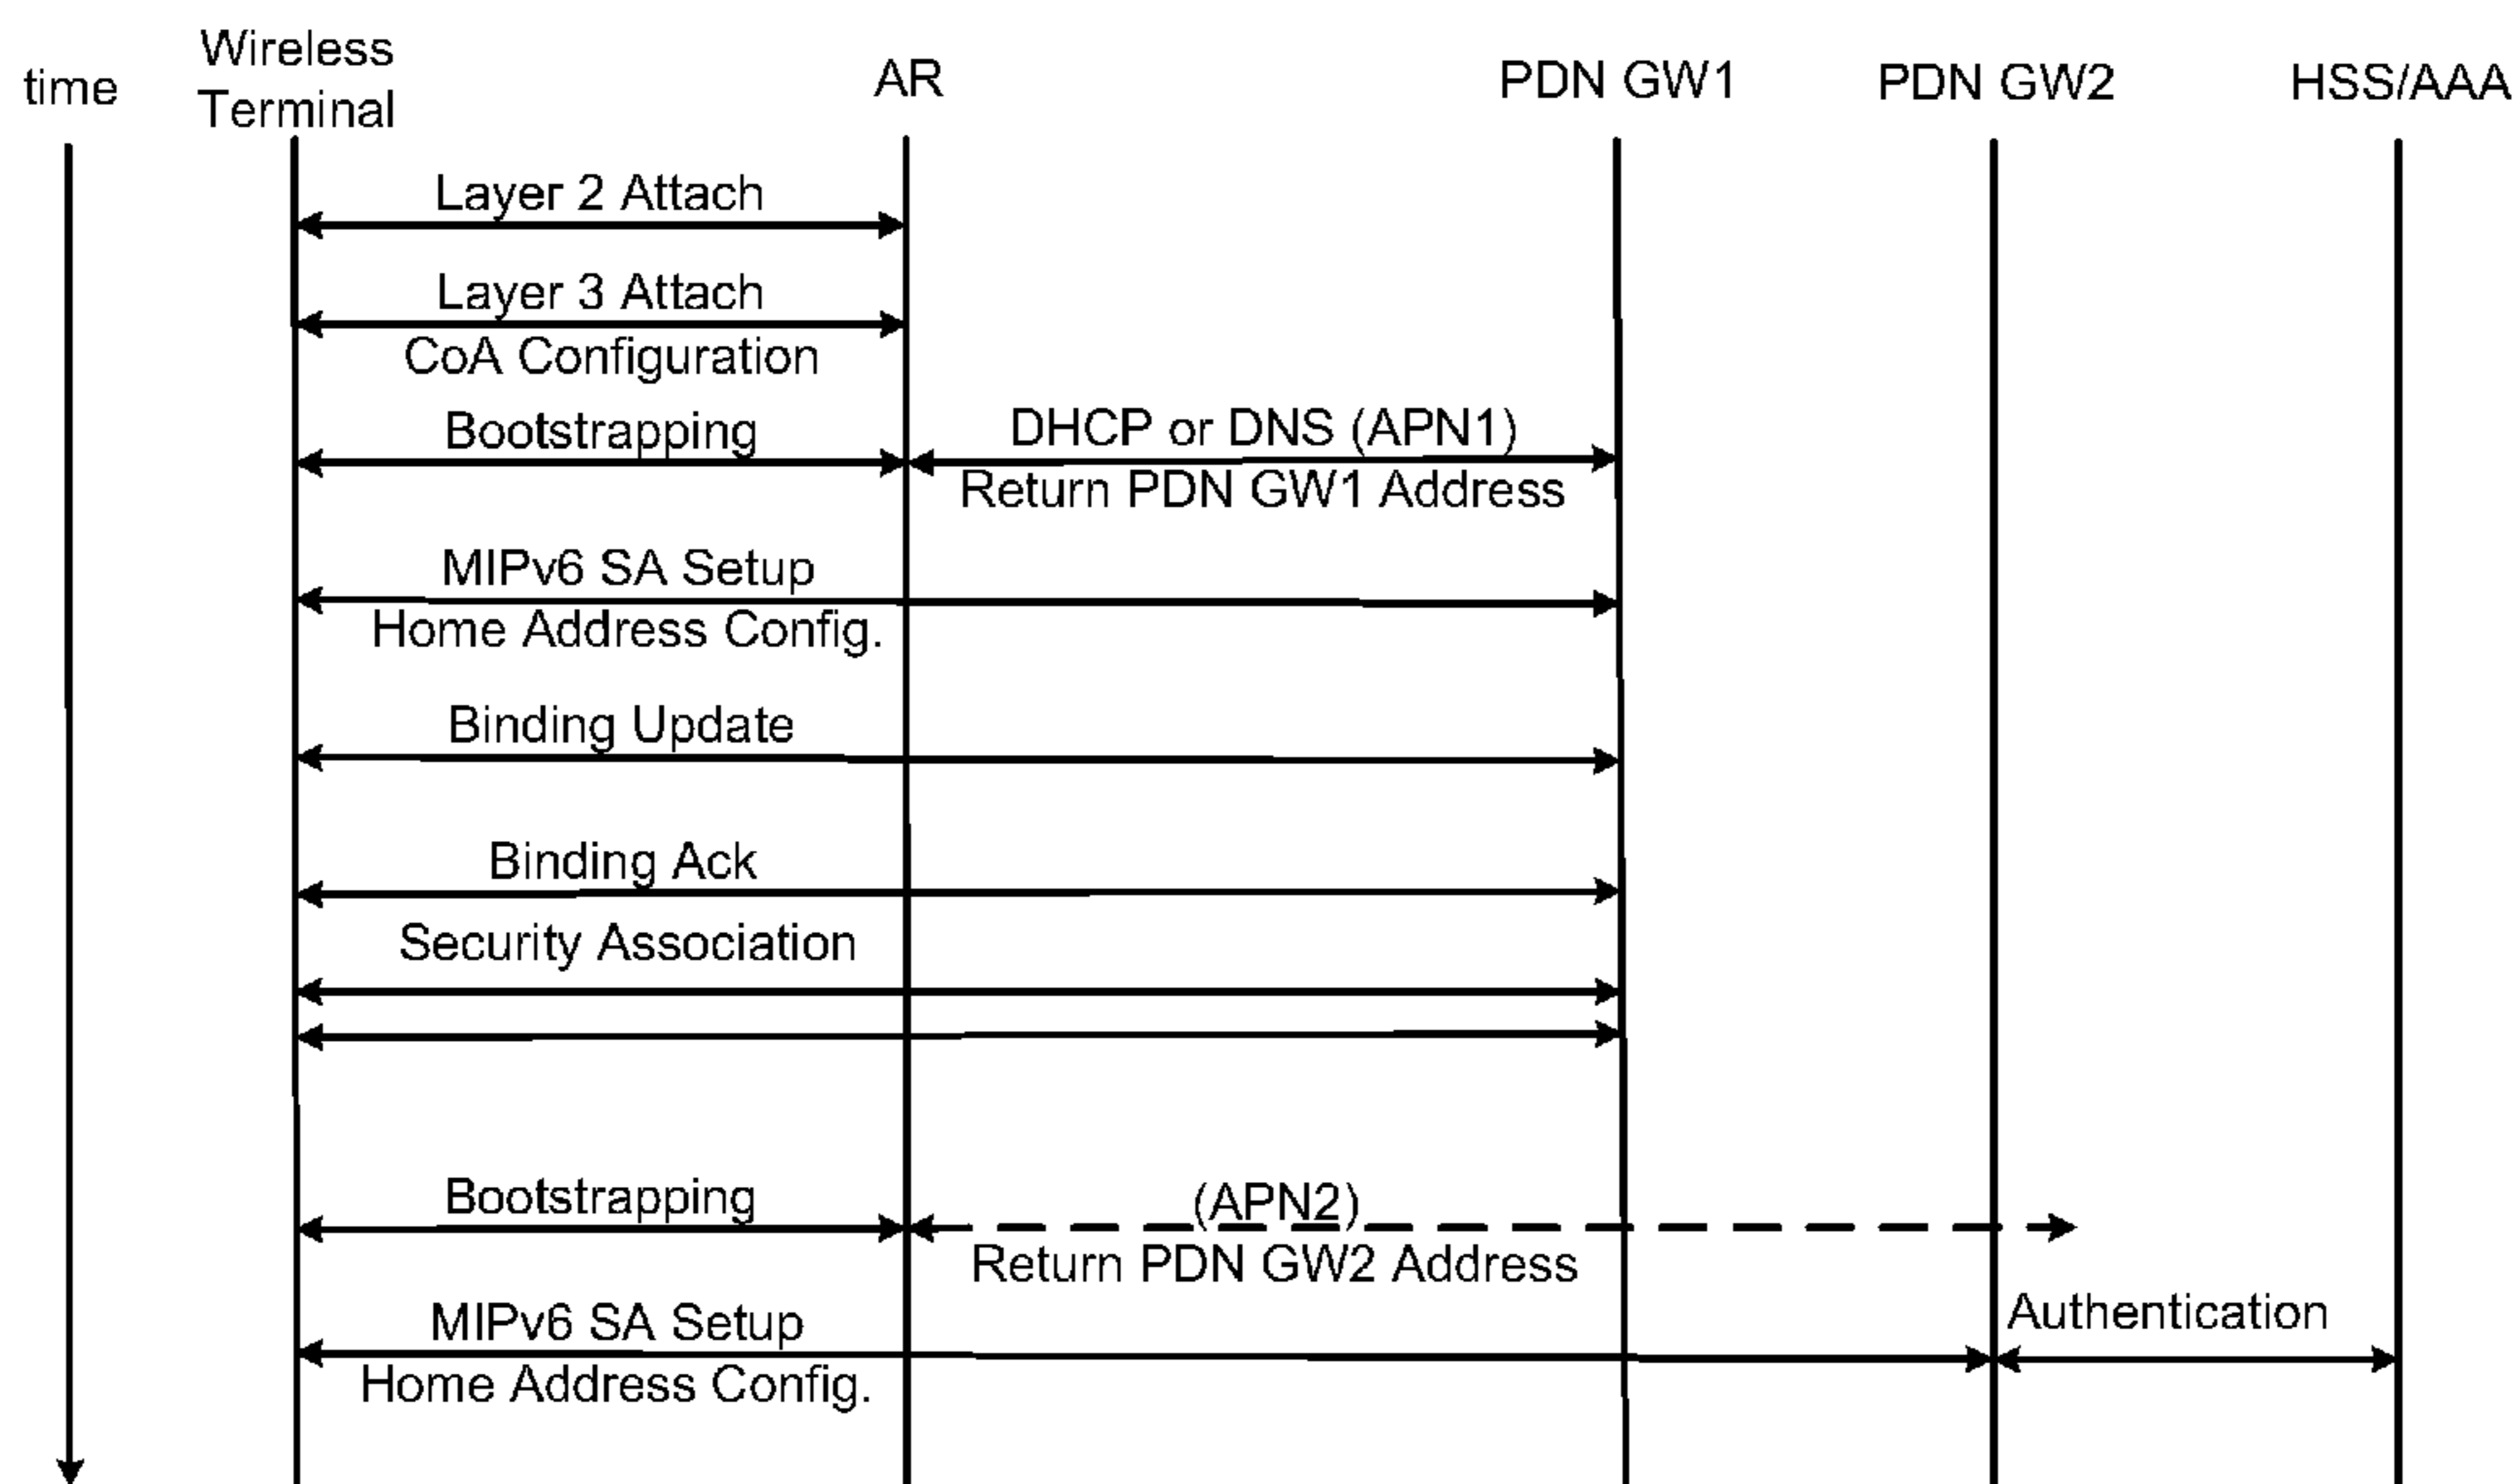 time
Wireless
Terminal
AR
PDN GW1
PDN GW2
HSS/AAA
Layer 2 Attach
Layer 3 Attach
CoA Configuration
Bootstrapping
DHCP or DNS (APN1)
Return PDN GW1 Address
MIPv6 SA Setup
Home Address Config.
Binding Update
Binding Ack
Security Association
Bootstrapping
(APN2)
Return PDN GW2 Address
MIPv6 SA Setup
Home Address Config.
Authentication